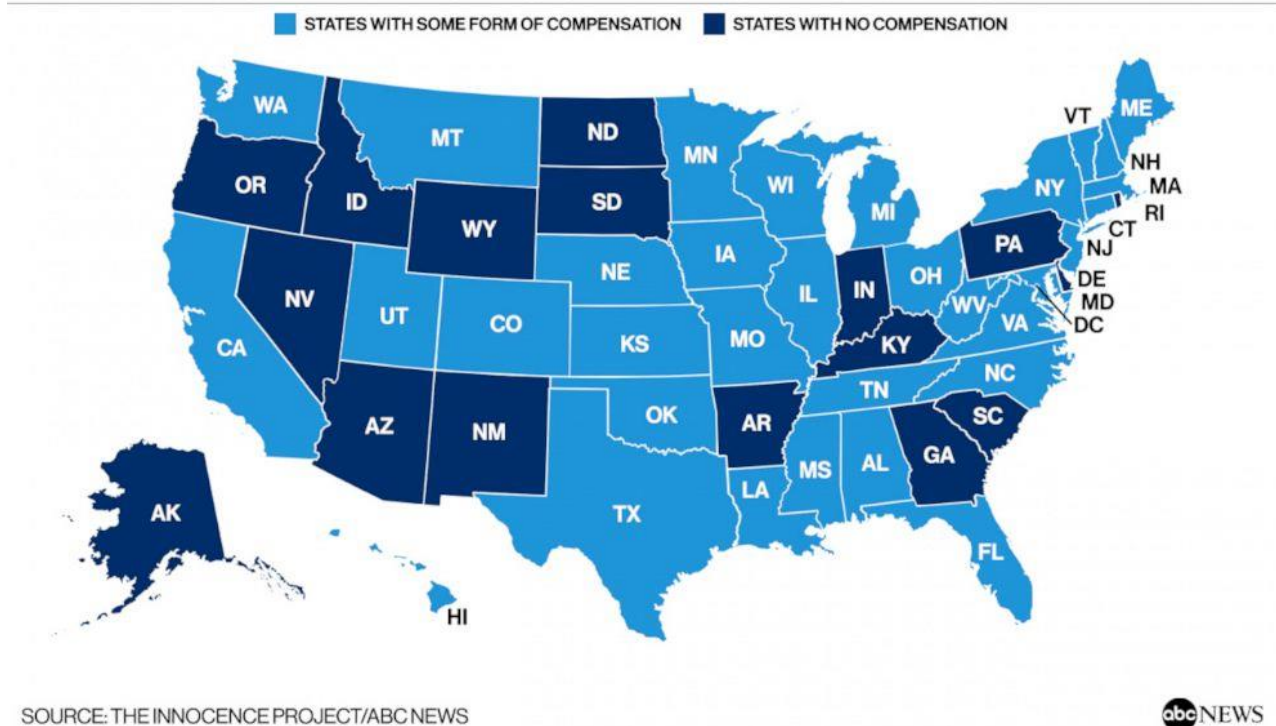 STATES WITH SOME FORM OF COMPENSATION STATES WITH NO COMPENSATION
WA
MT
ND
MN
VT
ME
OR
ID
WY
SD
WI
MI
NY
NH
MA
RI
CT
NJ
PA
NV
UT
CO
NE
IA
IL
IN
OH
WV
VA
DE
MD
DC
CA
KS
MO
KY
NC
TN
AZ
NM
OK
AR
SC
GA
AL
MS
LA
TX
FL
AK
HI
SOURCE: THE INNOCENCE PROJECT/ABC NEWS
abc NEWS